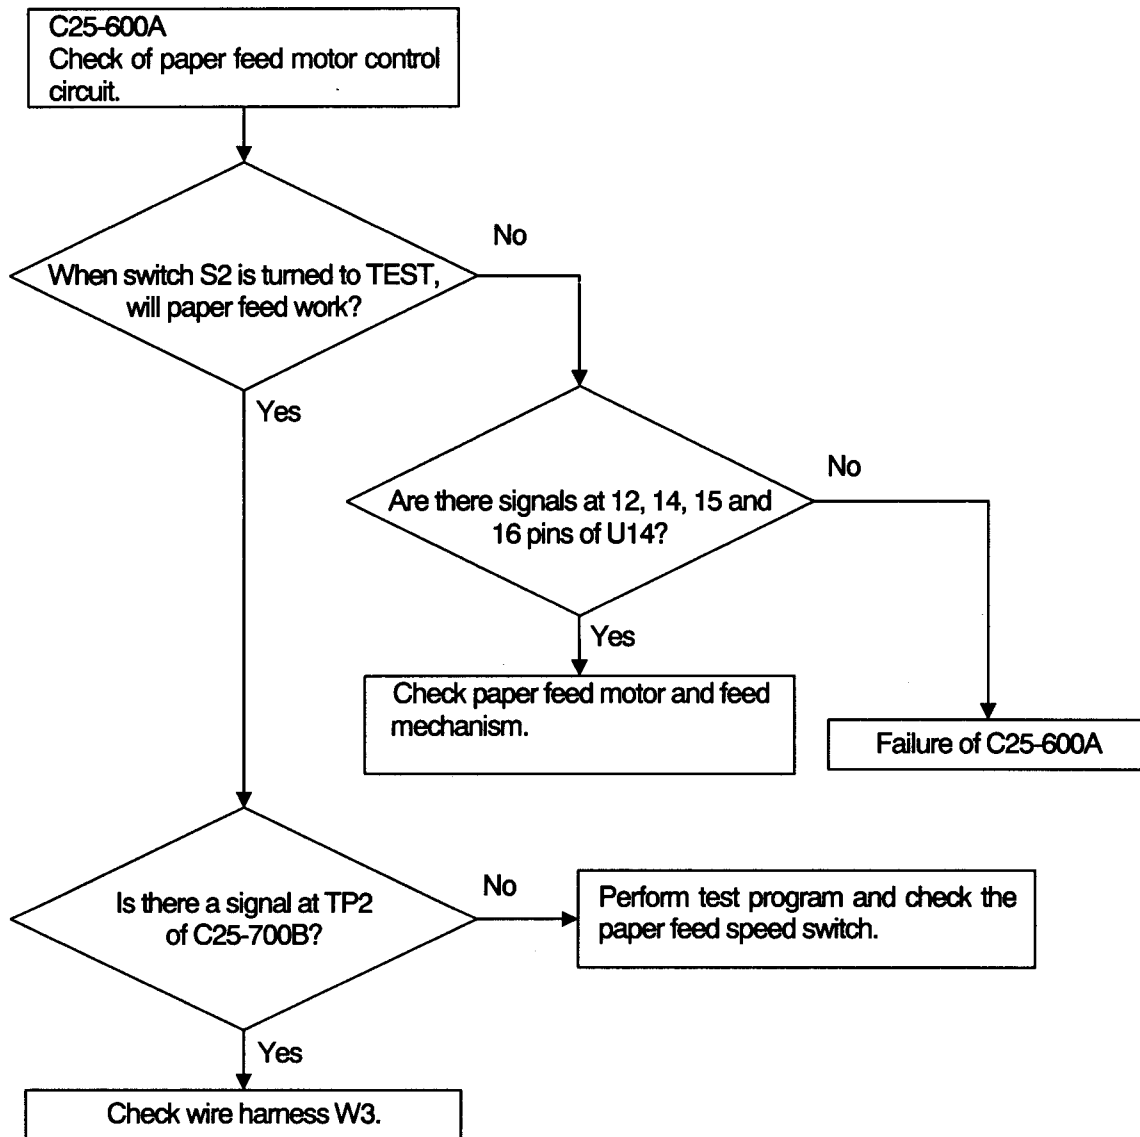 C25-600A
Check of paper feed motor control
circuit.
No
When switch S2 is turned to TEST,
will paper feed work?
Yes
No
Are there signals at 12, 14, 15 and
16 pins of U14?
Yes
Check paper feed motor and feed
mechanism.
Failure of C25-600A
No
Is there a signal at TP2
of C25-700B?
Perform test program and check the
paper feed speed switch.
Yes
Check wire harness W3.